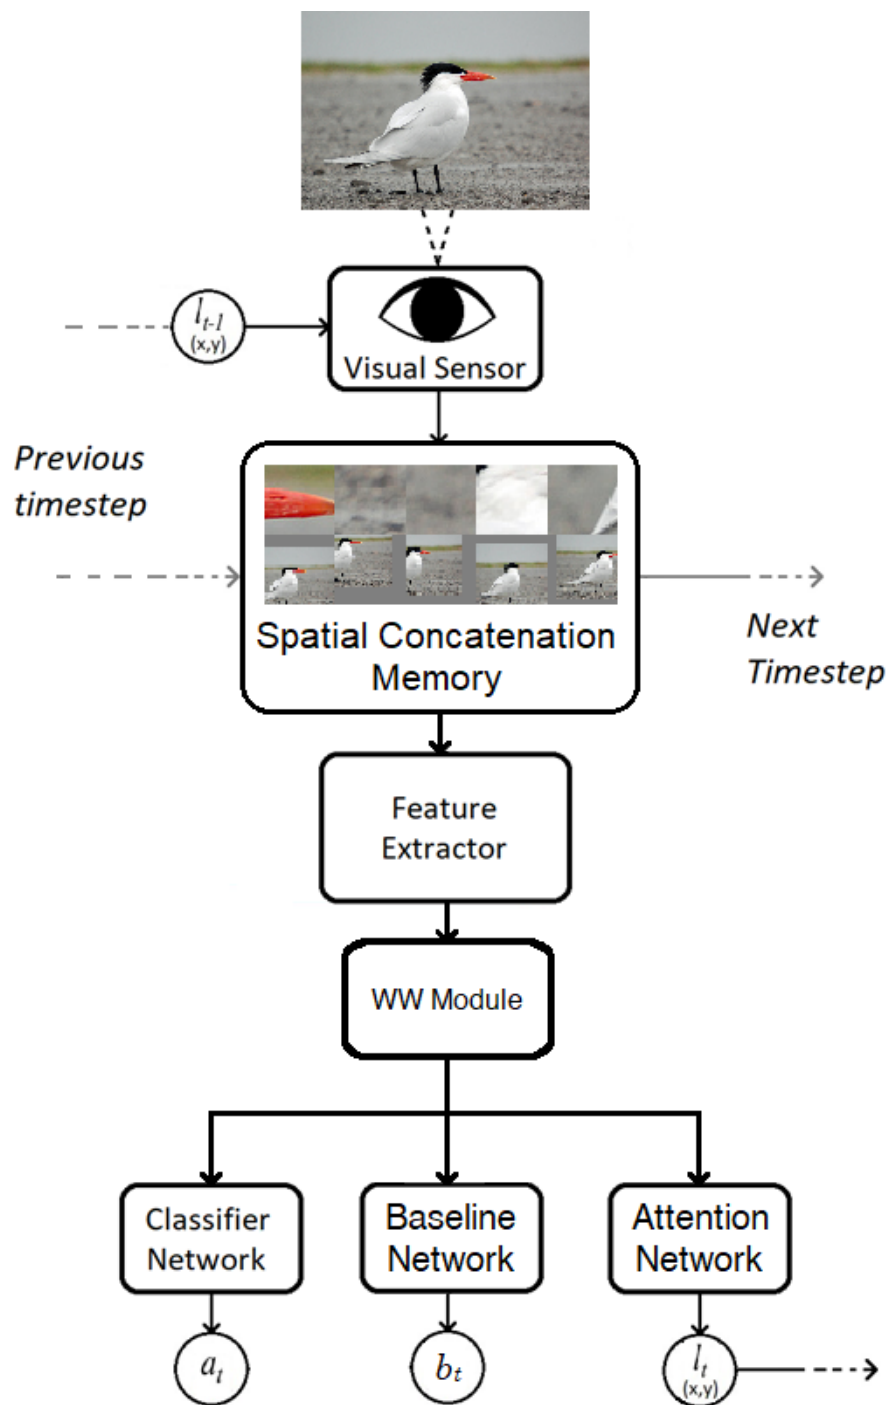 l_{t-1}
(x,y)
Visual Sensor
Previous
timestep
Spatial Concatenation
Memory
Next
Timestep
Feature
Extractor
WW Module
Classifier
Network
Baseline
Network
Attention
Network
a_t
b_t
l_t
(x,y)